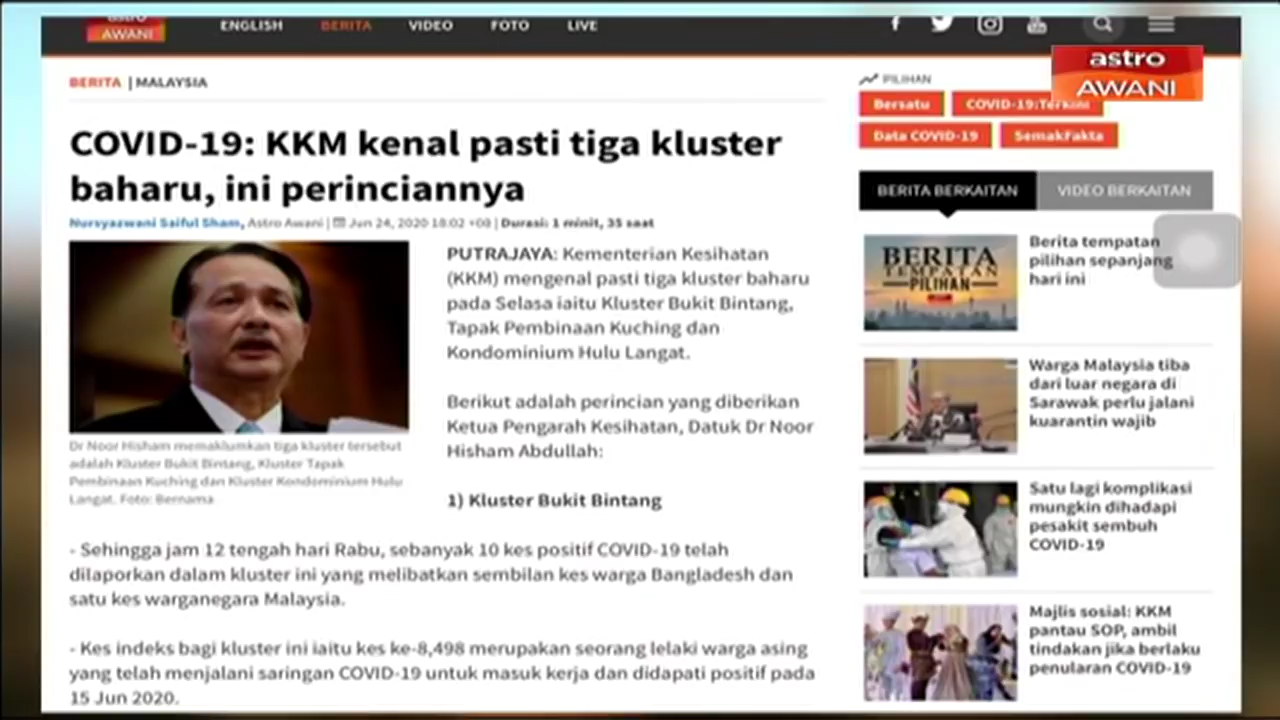 astro
AWANI
ENGLISH
BERITA
VIDEO
FOTO
LIVE
BERITA | MALAYSIA
COVID-19: KKM kenal pasti tiga kluster
baharu, ini perinciannya
Nursyazwani Saiful Sham, Astro Awani | Jun 24, 2020 18:02 +08 | Durasi: 1 minit, 35 saat
Dr Noor Hisham memaklumkan tiga kluster tersebut
adalah Kluster Bukit Bintang, Kluster Tapak
Pembinaan Kuching dan Kluster Kondominium Hulu
Langat. Foto: Bernama
PUTRAJAYA: Kementerian Kesihatan
(KKM) mengenal pasti tiga kluster baharu
pada Selasa iaitu Kluster Bukit Bintang,
Tapak Pembinaan Kuching dan
Kondominium Hulu Langat.
Berikut adalah perincian yang diberikan
Ketua Pengarah Kesihatan, Datuk Dr Noor
Hisham Abdullah:
1) Kluster Bukit Bintang
- Sehingga jam 12 tengah hari Rabu, sebanyak 10 kes positif COVID-19 telah
dilaporkan dalam kluster ini yang melibatkan sembilan kes warga Bangladesh dan
satu kes warganegara Malaysia.
- Kes indeks bagi kluster ini iaitu kes ke-8,498 merupakan seorang lelaki warga asing
yang telah menjalani saringan COVID-19 untuk masuk kerja dan didapati positif pada
15 Jun 2020.
PILIHAN
astro
AWANI
Bersatu
COVID-19:Terkini
Data COVID-19
SemakFakta
BERITA BERKAITAN
VIDEO BERKAITAN
BERITA
TEMPATAN
PILIHAN
Berita tempatan
pilihan sepanjang
hari ini
Warga Malaysia tiba
dari luar negara di
Sarawak perlu jalani
kuarantin wajib
Satu lagi komplikasi
mungkin dihadapi
pesakit sembuh
COVID-19
Majlis sosial: KKM
pantau SOP, ambil
tindakan jika berlaku
penularan COVID-19